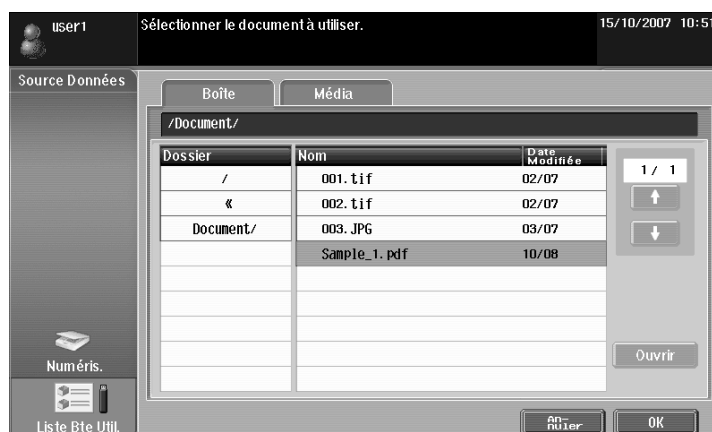 user1
Sélectionner le document à utiliser.
15/10/2007 10:51
Source Données
Boîte
Média
/Document/
Dossier
Nom
Date Modifiée
1/ 1
/
001.tif
02/07
«
002.tif
02/07
Document/
003.JPG
03/07
Sample_1.pdf
10/08
Numéris.
Ouvrir
Liste Bte Util.
An-
nuler
OK